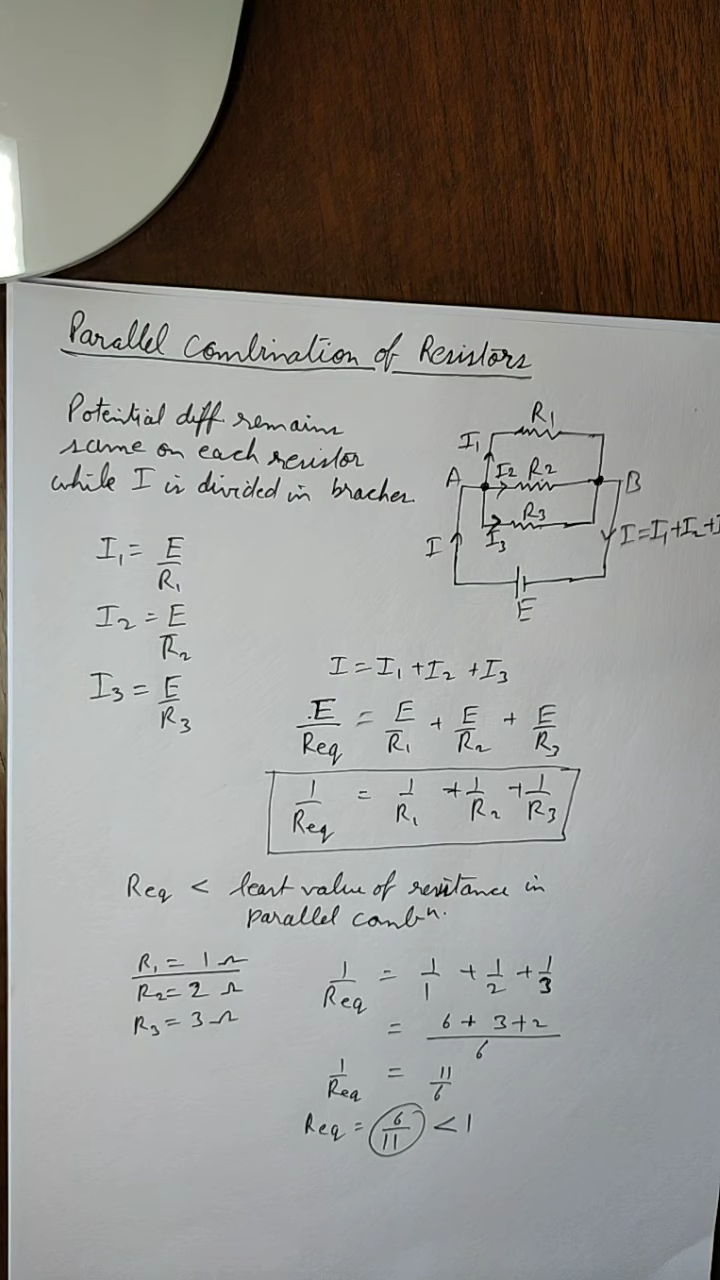 Parallel Combination of Resistors
Potential diff remains
same on each resistor
while I is divided in braches.
R1
I1
A I2 R2 B
R3
I3
I I=I1+I2+I
E
I1 = E/R1
I2 = E/R2
I3 = E/R3
I = I1 + I2 + I3
E/Req = E/R1 + E/R2 + E/R3
1/Req = 1/R1 + 1/R2 + 1/R3
Req < least value of resistance in
parallel combn.
R1 = 1 Ω
R2 = 2 Ω
R3 = 3 Ω
1/Req = 1/1 + 1/2 + 1/3
= 6 + 3 + 2 / 6
1/Req = 11/6
Req = 6/11 < 1